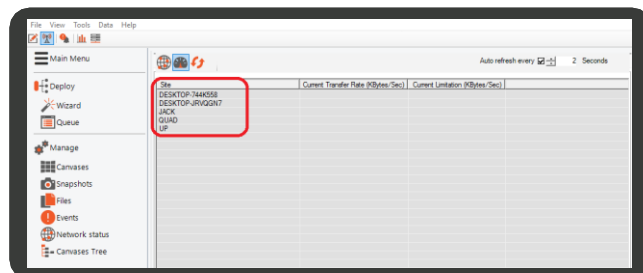 File View Tools Data Help
Main Menu
Auto refresh every 2 Seconds
Deploy
Wizard
Queue
Manage
Canvases
Snapshots
Files
Events
Network status
Canvases Tree
Site Current Transfer Rate (KBytes/Sec) Current Limitation (KBytes/Sec)
DESKTOP-744K558
DESKTOP-JRVQGN7
JACK
QUAD
UP